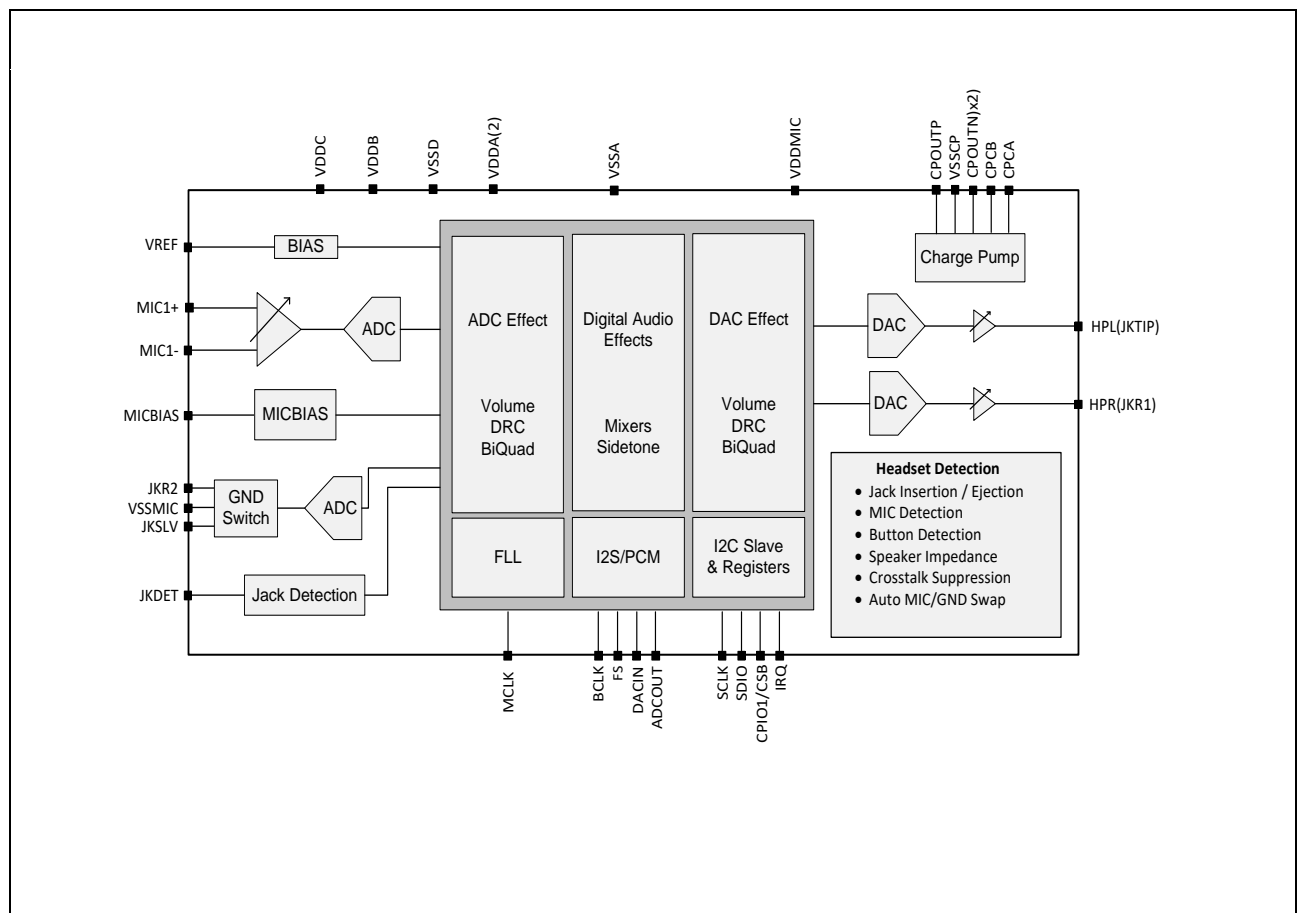 VDDC
VDDB
VSSD
VDDA(2)
VSSA
VDDMIC
CPOUTP
VSSCP
CPOUTN)x2)
CPCB
CPCA
VREF
BIAS
Charge Pump
MIC1+
MIC1-
ADC
ADC Effect
Volume
DRC
BiQuad
Digital Audio
Effects
Mixers
Sidetone
DAC Effect
Volume
DRC
BiQuad
DAC
HPL(JKTIP)
DAC
HPR(JKR1)
MICBIAS
MICBIAS
JKR2
VSSMIC
JKSLV
GND
Switch
ADC
JKDET
Jack Detection
FLL
I2S/PCM
I2C Slave
& Registers
Headset Detection
• Jack Insertion / Ejection
• MIC Detection
• Button Detection
• Speaker Impedance
• Crosstalk Suppression
• Auto MIC/GND Swap
MCLK
BCLK
FS
DACIN
ADCOUT
SCLK
SDIO
CPIO1/CSB
IRQ